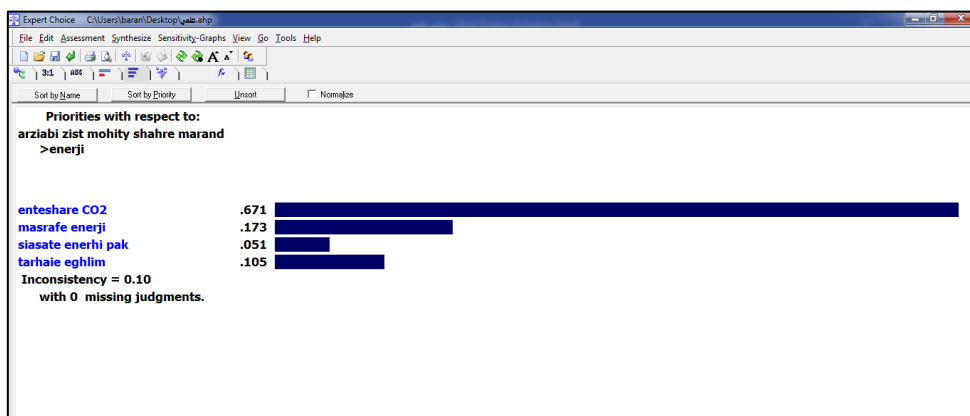 Expert Choice C:\Users\baran\Desktop\علمی.ahp
File Edit Assessment Synthesize Sensitivity-Graphs View Go Tools Help
A A
3:1 ABC fx
Sort by Name Sort by Priority Unsort Normalize
Priorities with respect to:
arziabi zist mohity shahre marand
>enerji
enteshare CO2 .671
masrafe enerji .173
siasate enerhi pak .051
tarhaie eghlim .105
Inconsistency = 0.10
with 0 missing judgments.